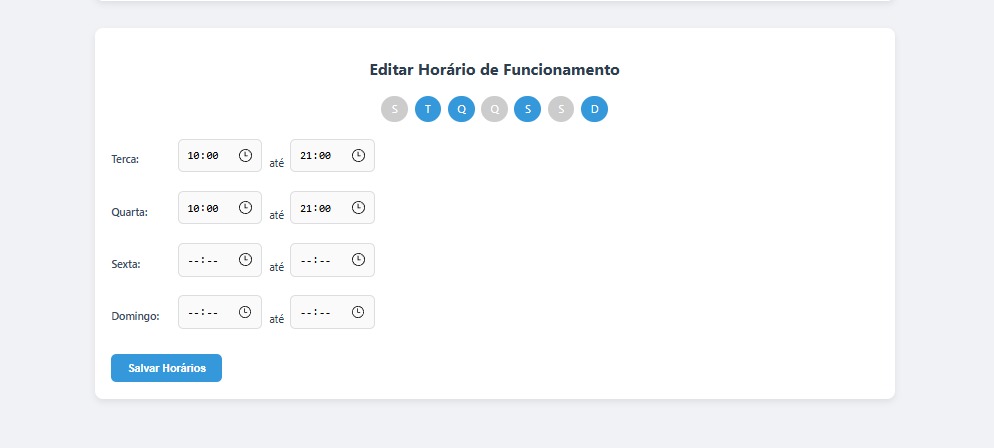 Editar Horário de Funcionamento
S T Q Q S S D
Terca: 10:00 até 21:00
Quarta: 10:00 até 21:00
Sexta: --:-- até --:--
Domingo: --:-- até --:--
Salvar Horários